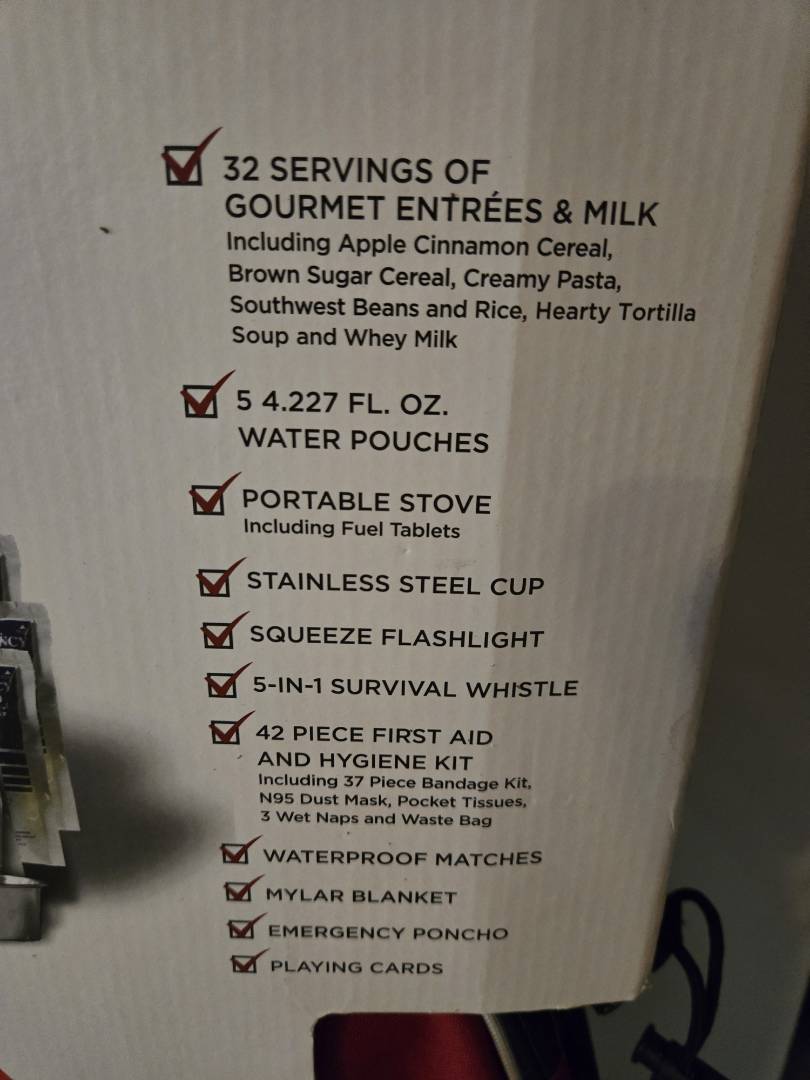 32 SERVINGS OF
GOURMET ENTRÉES & MILK
Including Apple Cinnamon Cereal,
Brown Sugar Cereal, Creamy Pasta,
Southwest Beans and Rice, Hearty Tortilla
Soup and Whey Milk
5 4.227 FL. OZ.
WATER POUCHES
PORTABLE STOVE
Including Fuel Tablets
STAINLESS STEEL CUP
SQUEEZE FLASHLIGHT
5-IN-1 SURVIVAL WHISTLE
42 PIECE FIRST AID
AND HYGIENE KIT
Including 37 Piece Bandage Kit,
N95 Dust Mask, Pocket Tissues,
3 Wet Naps and Waste Bag
WATERPROOF MATCHES
MYLAR BLANKET
EMERGENCY PONCHO
PLAYING CARDS